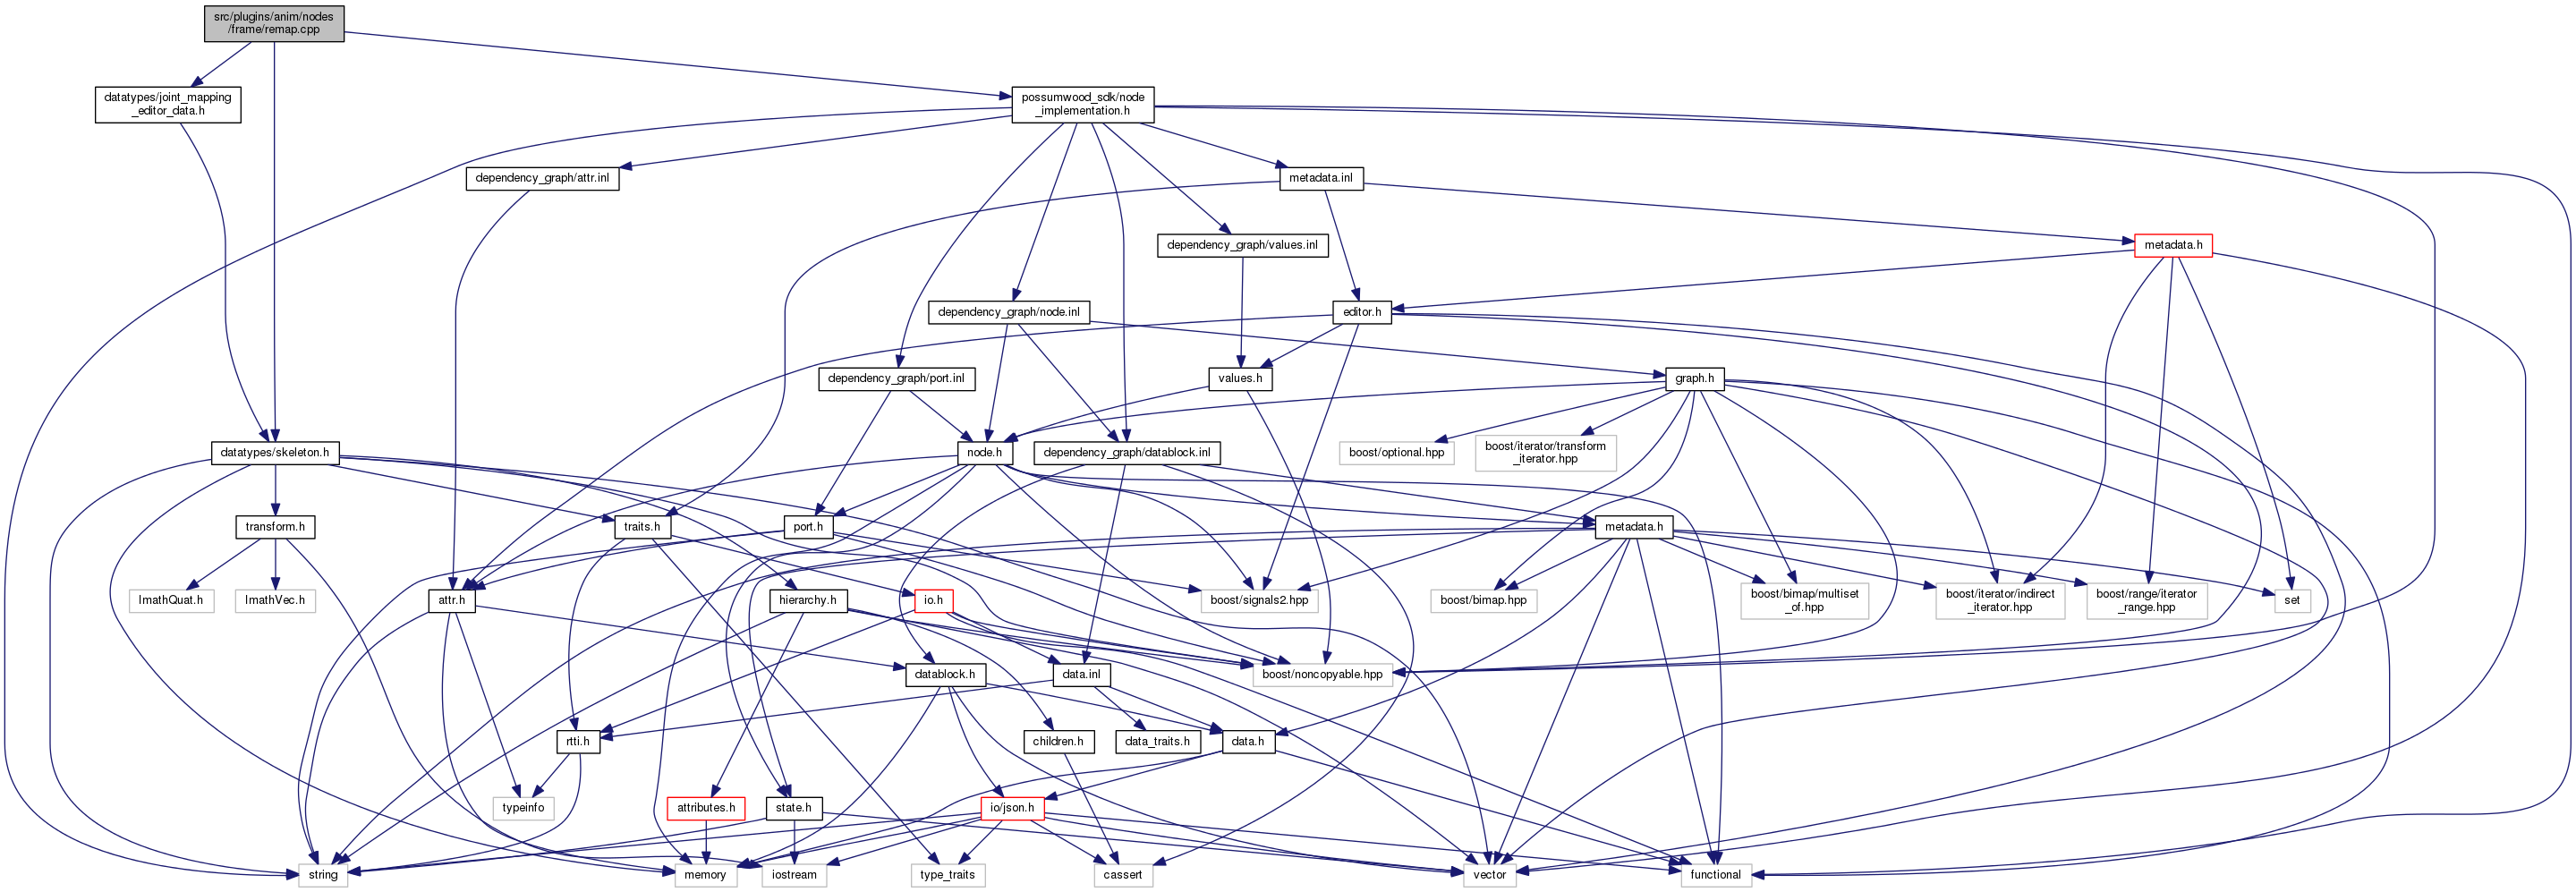 src/plugins/anim/nodes
/frame/remap.cpp
datatypes/joint_mapping
_editor_data.h
possumwood_sdk/node
_implementation.h
dependency_graph/attr.inl
metadata.inl
dependency_graph/values.inl
metadata.h
dependency_graph/node.inl
editor.h
dependency_graph/port.inl
values.h
graph.h
datatypes/skeleton.h
node.h
dependency_graph/datablock.inl
boost/optional.hpp
boost/iterator/transform
_iterator.hpp
transform.h
traits.h
port.h
metadata.h
ImathQuat.h
ImathVec.h
attr.h
hierarchy.h
io.h
boost/signals2.hpp
boost/bimap.hpp
boost/bimap/multiset
_of.hpp
boost/iterator/indirect
_iterator.hpp
boost/range/iterator
_range.hpp
set
datablock.h
data.inl
boost/noncopyable.hpp
rtti.h
children.h
data_traits.h
data.h
typeinfo
attributes.h
state.h
io/json.h
string
memory
iostream
type_traits
cassert
vector
functional